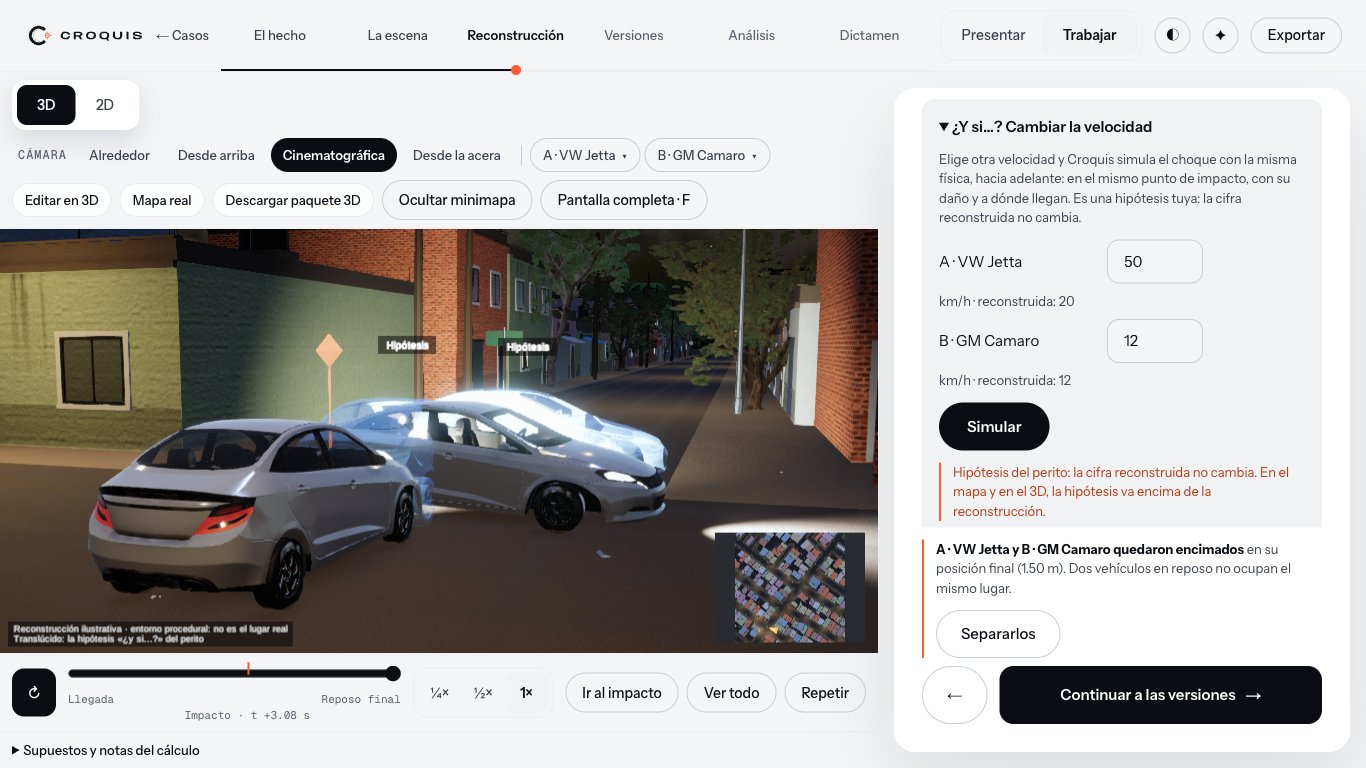 CROQUIS
← Casos
El hecho
La escena
Reconstrucción
Versiones
Análisis
Dictamen
Presentar
Trabajar
Exportar
3D
2D
CÁMARA
Alrededor
Desde arriba
Cinematográfica
Desde la acera
A · VW Jetta
B · GM Camaro
Editar en 3D
Mapa real
Descargar paquete 3D
Ocultar minimapa
Pantalla completa · F
Hipótesis
Hipótesis
Reconstrucción ilustrativa · entorno procedural: no es el lugar real
Translúcido: la hipótesis «¿y si...?» del perito
Llegada
Reposo final
Impacto · t +3.08 s
¼×
½×
1×
Ir al impacto
Ver todo
Repetir
Supuestos y notas del cálculo
¿Y si...? Cambiar la velocidad
Elige otra velocidad y Croquis simula el choque con la misma
física, hacia adelante: en el mismo punto de impacto, con su
daño y a dónde llegan. Es una hipótesis tuya: la cifra
reconstruida no cambia.
A · VW Jetta
50
km/h · reconstruida: 20
B · GM Camaro
12
km/h · reconstruida: 12
Simular
Hipótesis del perito: la cifra reconstruida no cambia. En el
mapa y en el 3D, la hipótesis va encima de la
reconstrucción.
A · VW Jetta y B · GM Camaro quedaron encimados en su
posición final (1.50 m). Dos vehículos en reposo no ocupan el
mismo lugar.
Separarlos
←
Continuar a las versiones →